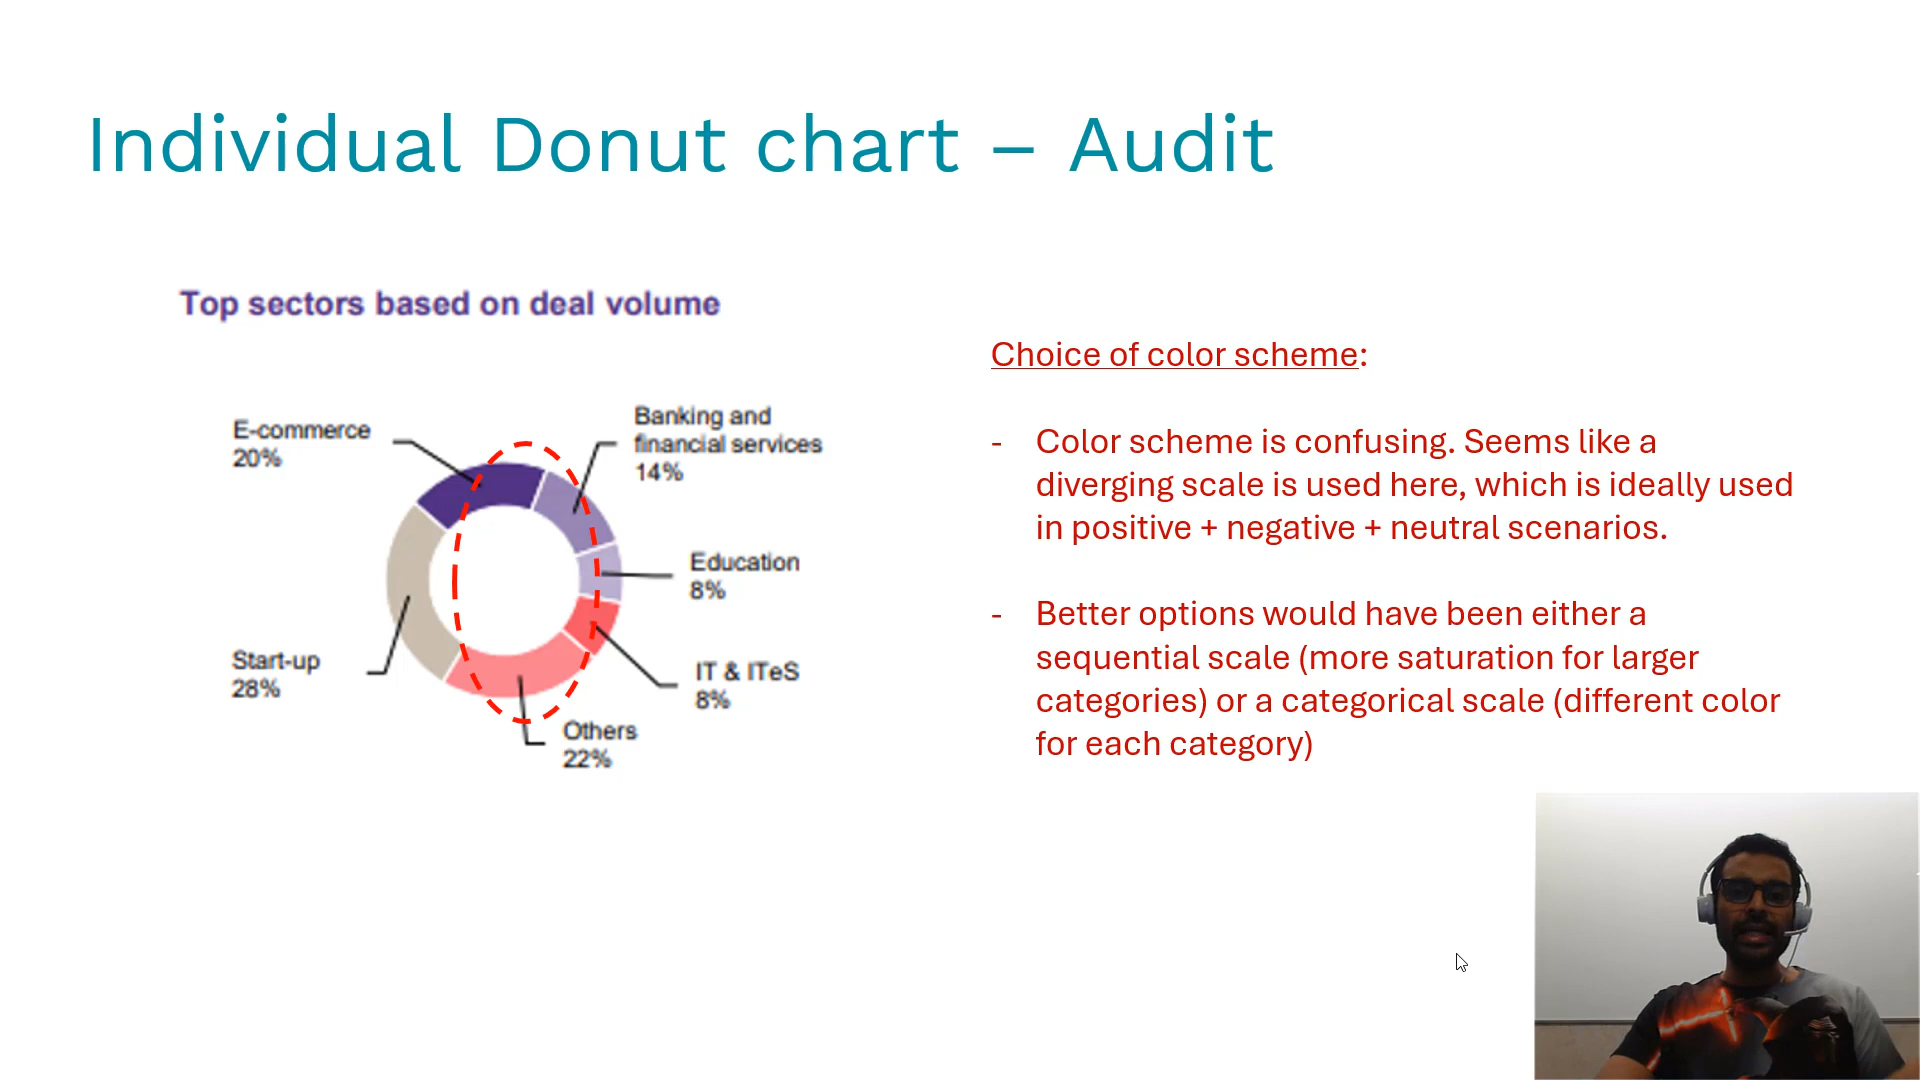 Individual Donut chart – Audit
Top sectors based on deal volume
E-commerce
20%
Banking and
financial services
14%
Education
8%
IT & ITeS
8%
Others
22%
Start-up
28%
Choice of color scheme:
- Color scheme is confusing. Seems like a
diverging scale is used here, which is ideally used
in positive + negative + neutral scenarios.
- Better options would have been either a
sequential scale (more saturation for larger
categories) or a categorical scale (different color
for each category)